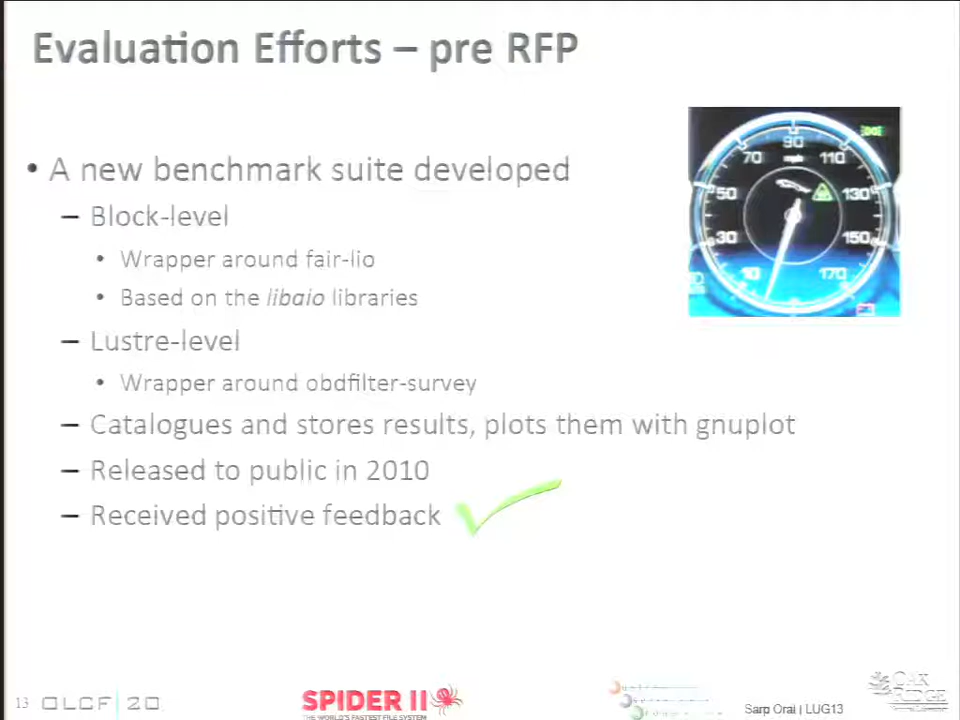 Evaluation Efforts – pre RFP
• A new benchmark suite developed
– Block-level
• Wrapper around fair-lio
• Based on the libaio libraries
– Lustre-level
• Wrapper around obdfilter-survey
– Catalogues and stores results, plots them with gnuplot
– Released to public in 2010
– Received positive feedback
90
70 mph 110
50 130
30 150
10 170
13 OLCF 20
SPIDER II
THE WORLD'S FASTEST FILE SYSTEM
Sarp Oral | LUG13
OAK
RIDGE